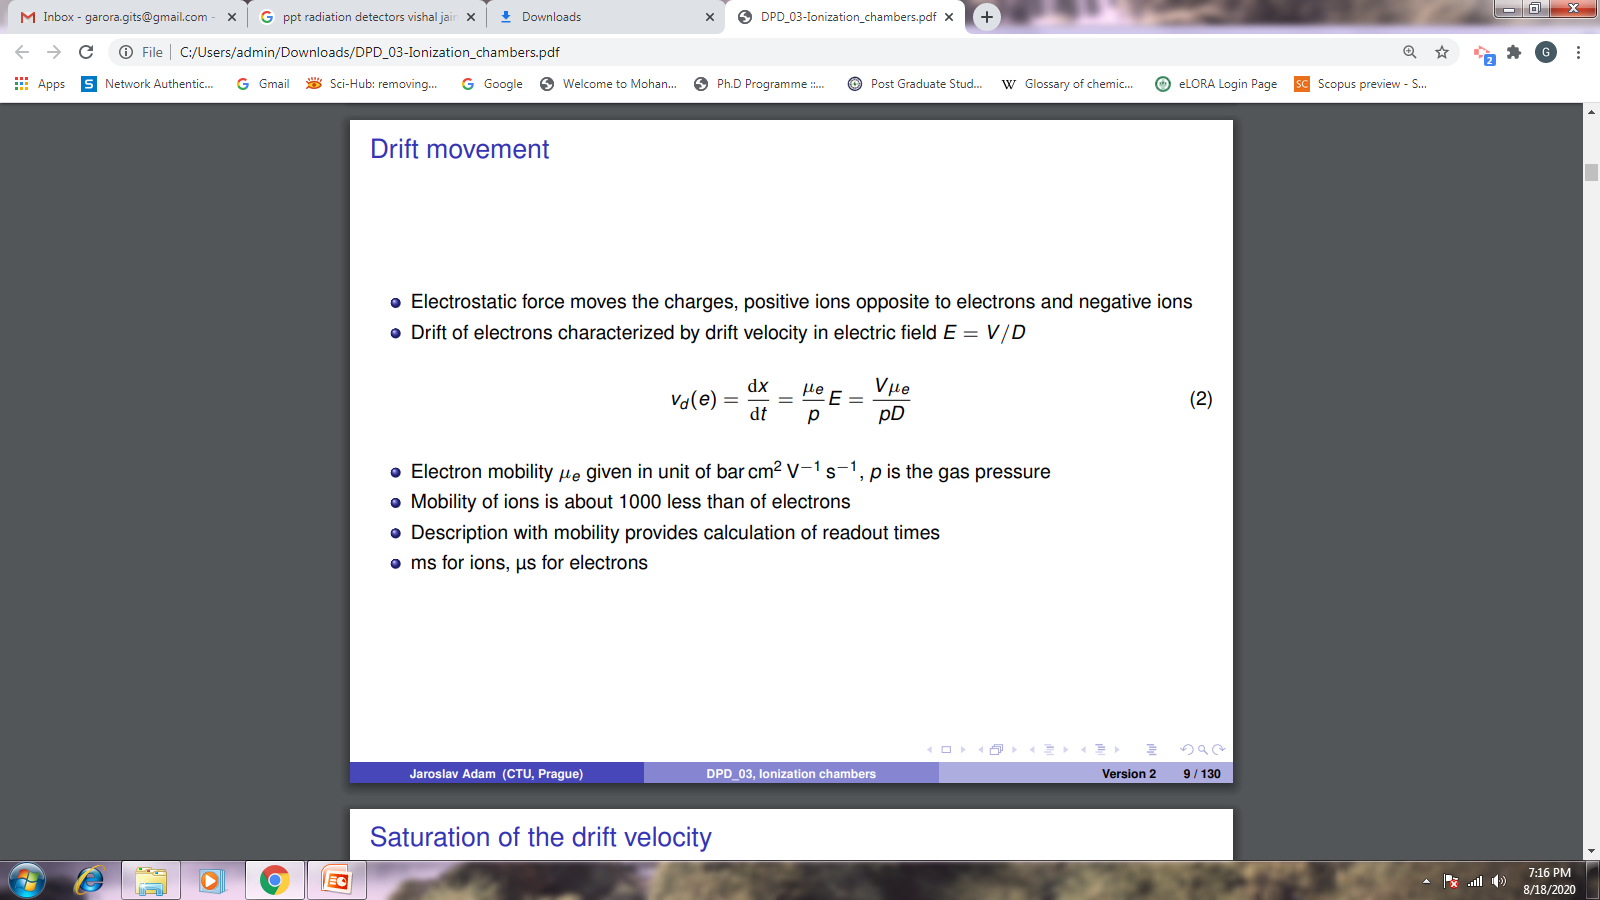 Inbox - garora.gits@gmail.com -
ppt radiation detectors vishal jain
Downloads
DPD_03-Ionization_chambers.pdf
File | C:/Users/admin/Downloads/DPD_03-Ionization_chambers.pdf
2
G
Apps
S Network Authentic...
Gmail
Sci-Hub: removing...
Google
Welcome to Mohan...
Ph.D Programme ::...
Post Graduate Stud...
W Glossary of chemic...
eLORA Login Page
SC Scopus preview - S...
Drift movement
Electrostatic force moves the charges, positive ions opposite to electrons and negative ions
Drift of electrons characterized by drift velocity in electric field E = V/D
v_d(e) = dx/dt = μ_e/p E = Vμ_e/pD (2)
Electron mobility μ_e given in unit of bar cm² V⁻¹ s⁻¹, p is the gas pressure
Mobility of ions is about 1000 less than of electrons
Description with mobility provides calculation of readout times
ms for ions, µs for electrons
Jaroslav Adam (CTU, Prague) DPD_03, Ionization chambers Version 2 9 / 130
Saturation of the drift velocity
7:16 PM
8/18/2020